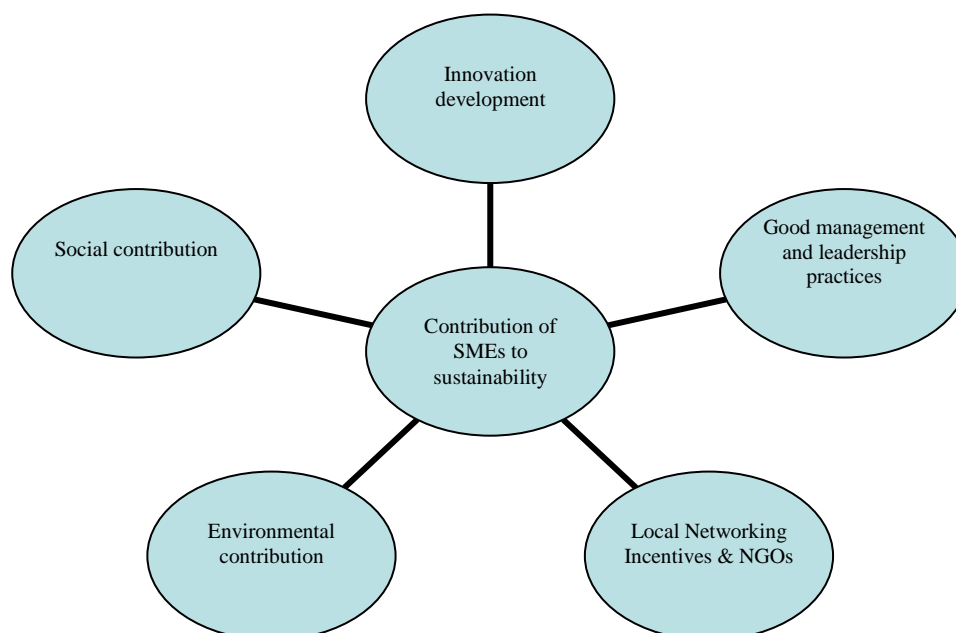 Innovation
development
Social contribution
Good management
and leadership
practices
Contribution of
SMEs to
sustainability
Environmental
contribution
Local Networking
Incentives & NGOs